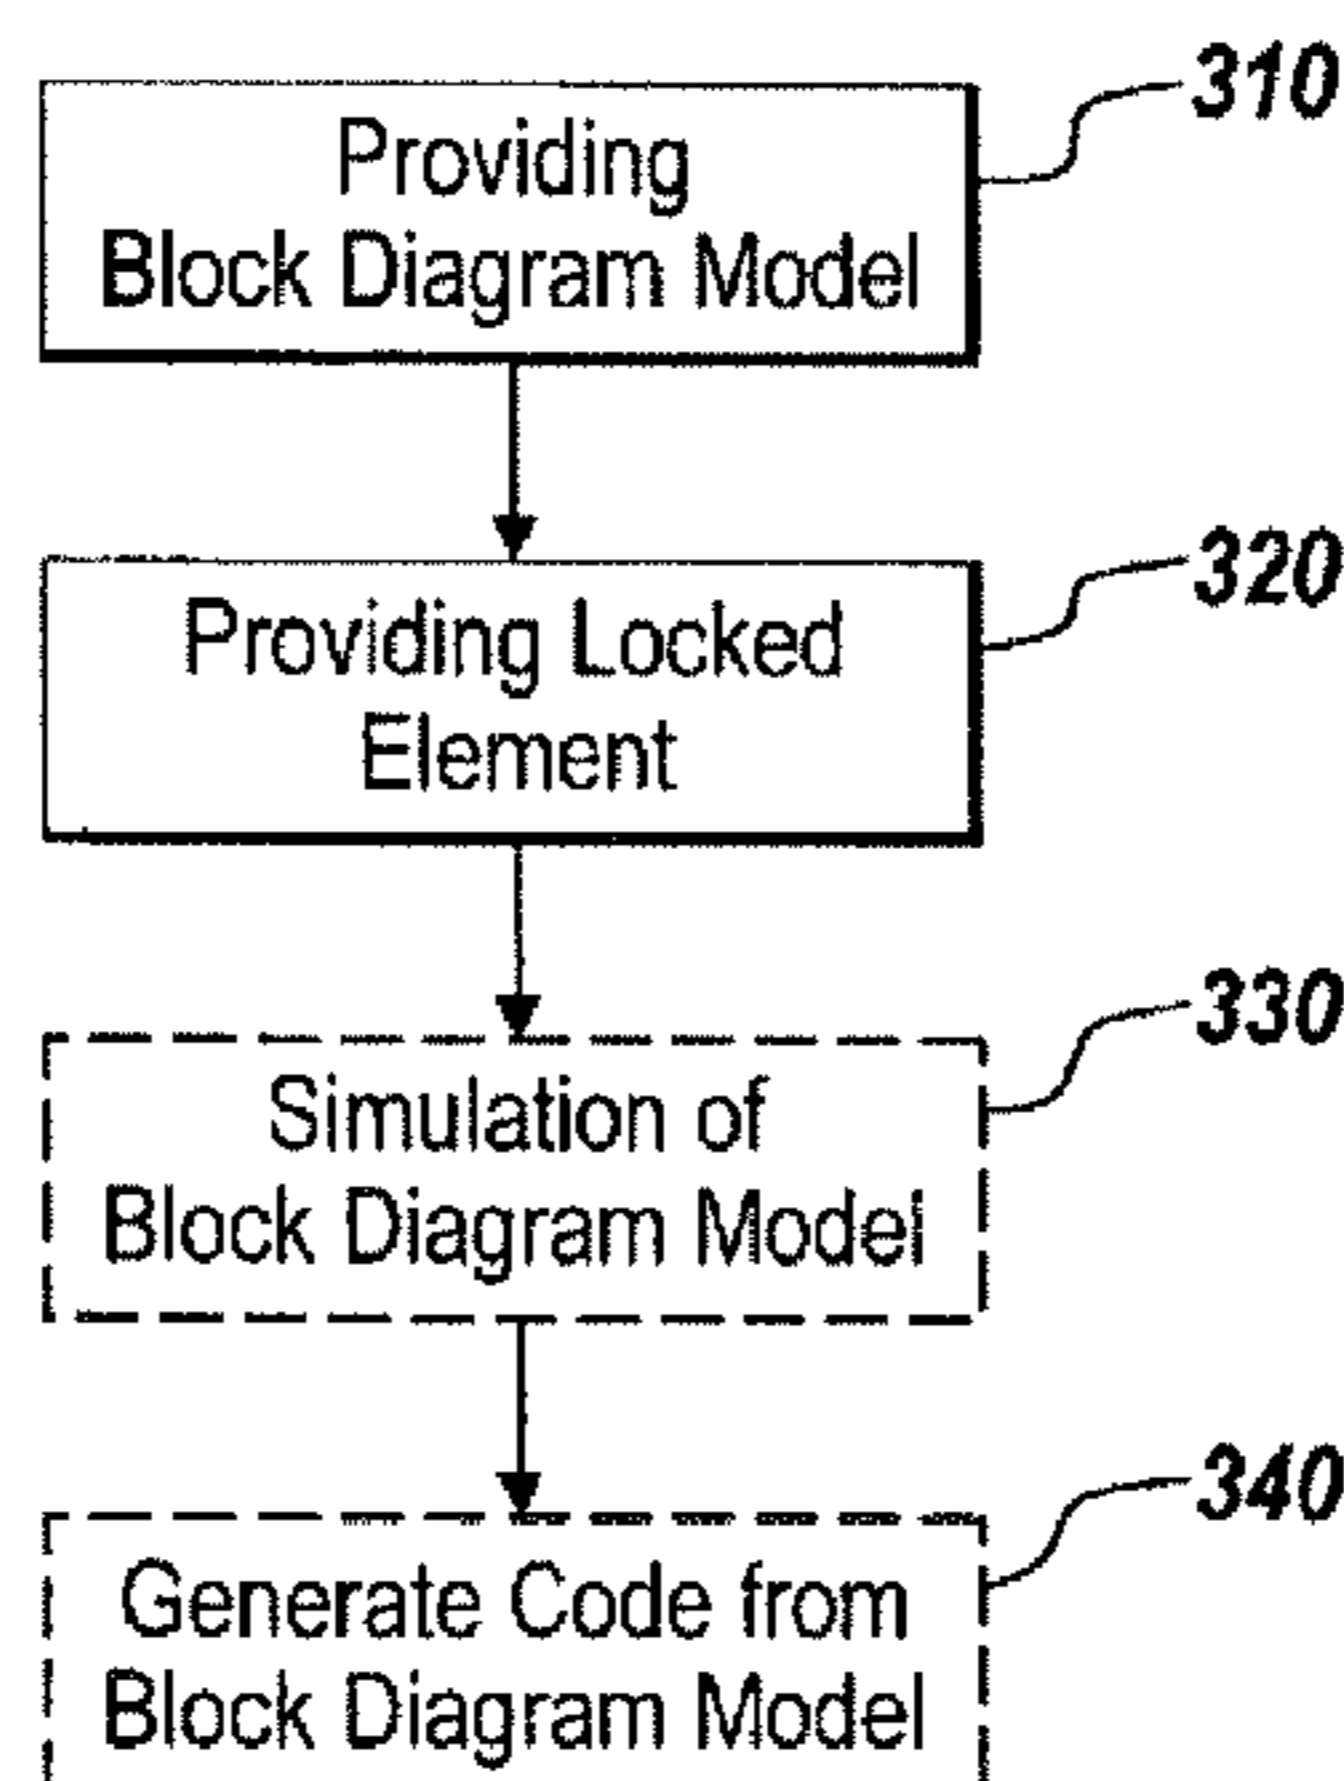 310
Providing
Block Diagram Model
320
Providing Locked
Element
330
Simulation of
Block Diagram Model
340
Generate Code from
Block Diagram Model